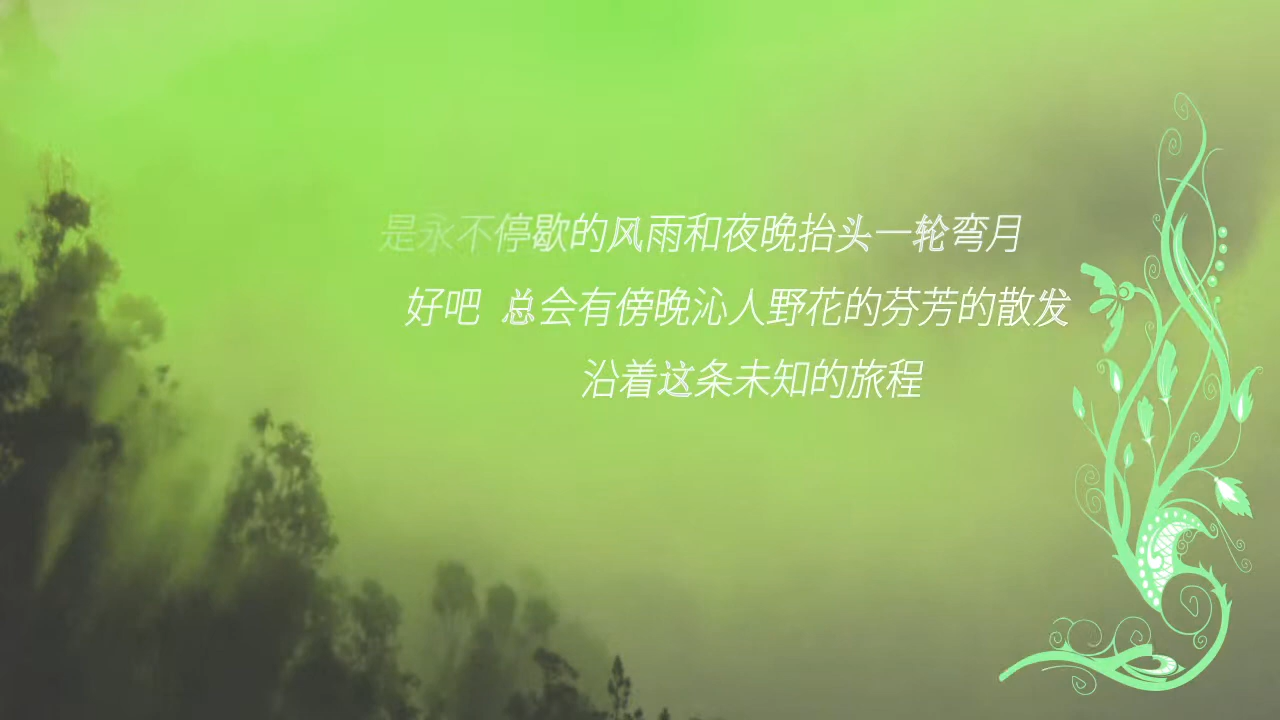 是永不停歇的风雨和夜晚抬头一轮弯月
好吧 总会有傍晚沁人野花的芬芳的散发
沿着这条未知的旅程